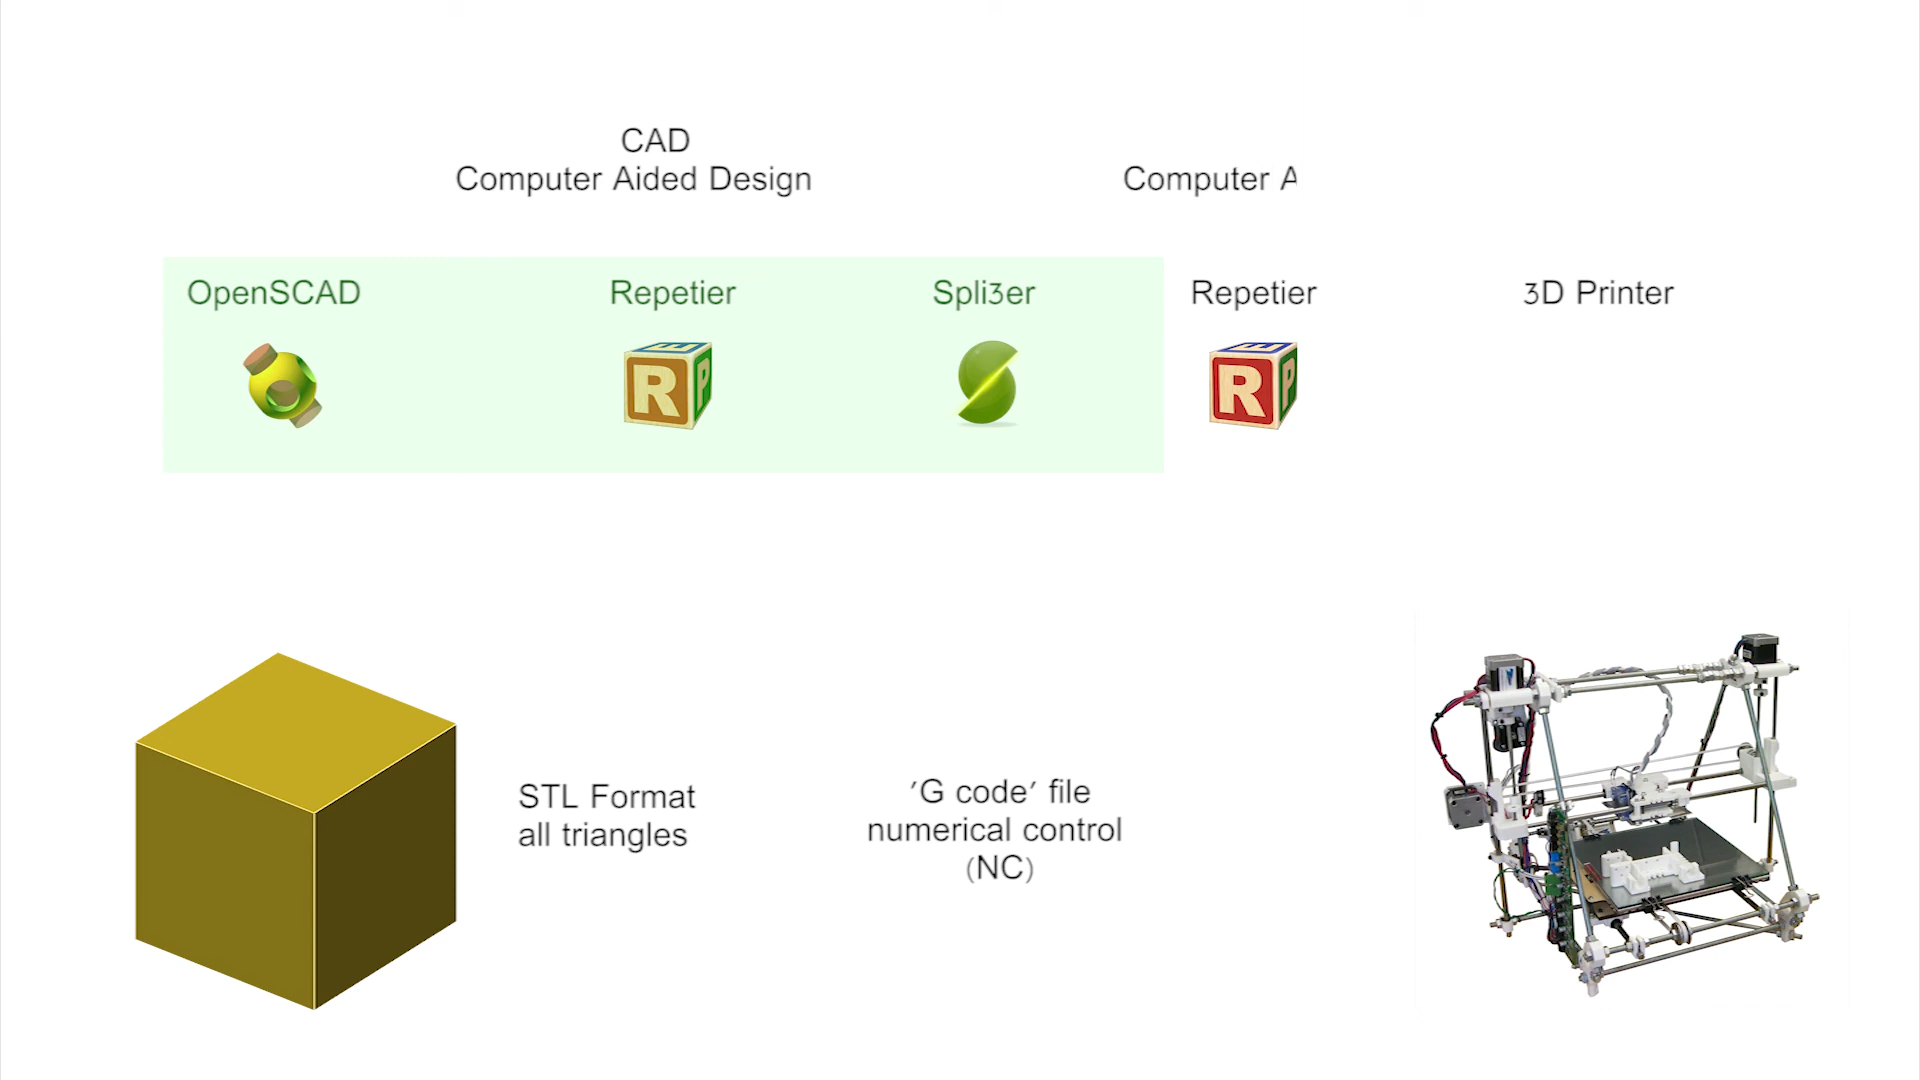 CAD
Computer Aided Design
Computer A
OpenSCAD
Repetier
Spli3er
Repetier
3D Printer
R
E
P
R
E
P
STL Format
all triangles
'G code' file
numerical control
(NC)